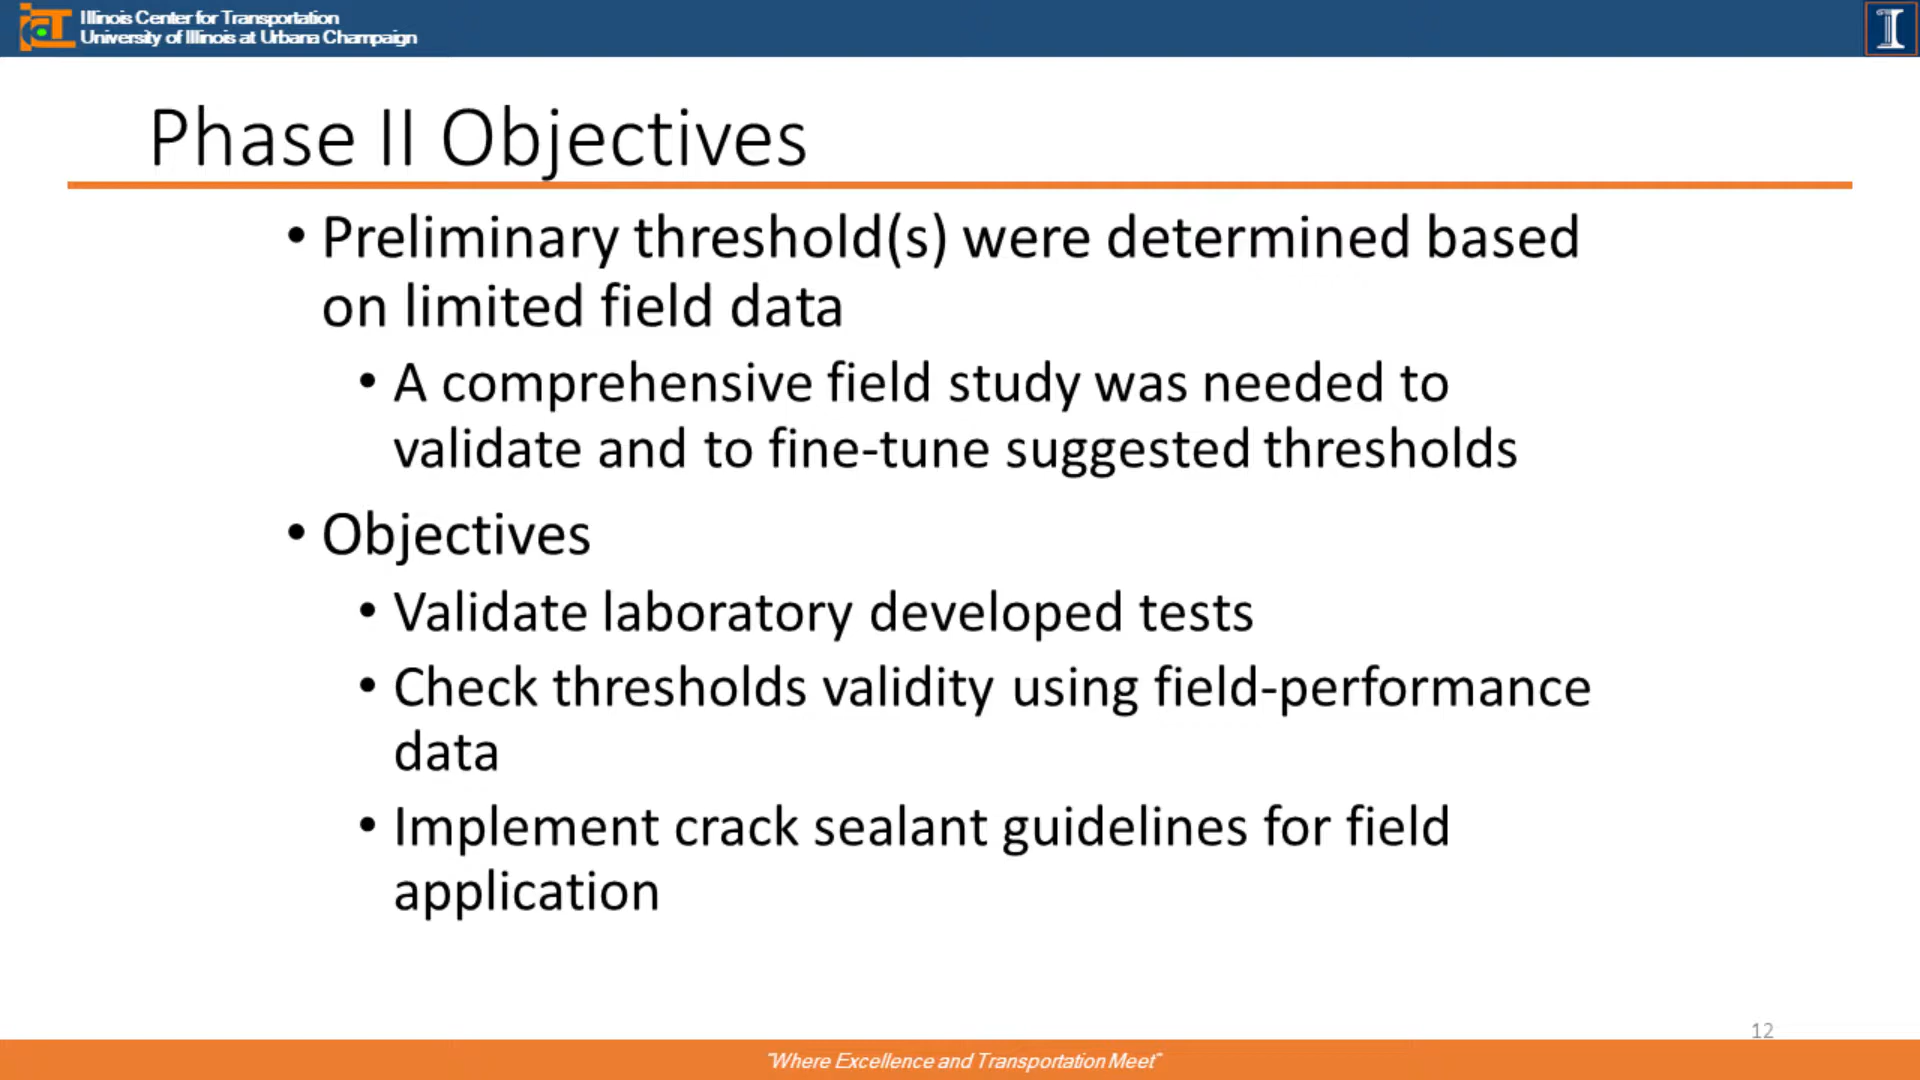 ICT
Illinois Center for Transportation
University of Illinois at Urbana Champaign
I
Phase II Objectives
• Preliminary threshold(s) were determined based
on limited field data
• A comprehensive field study was needed to
validate and to fine-tune suggested thresholds
• Objectives
• Validate laboratory developed tests
• Check thresholds validity using field-performance
data
• Implement crack sealant guidelines for field
application
12
"Where Excellence and Transportation Meet"